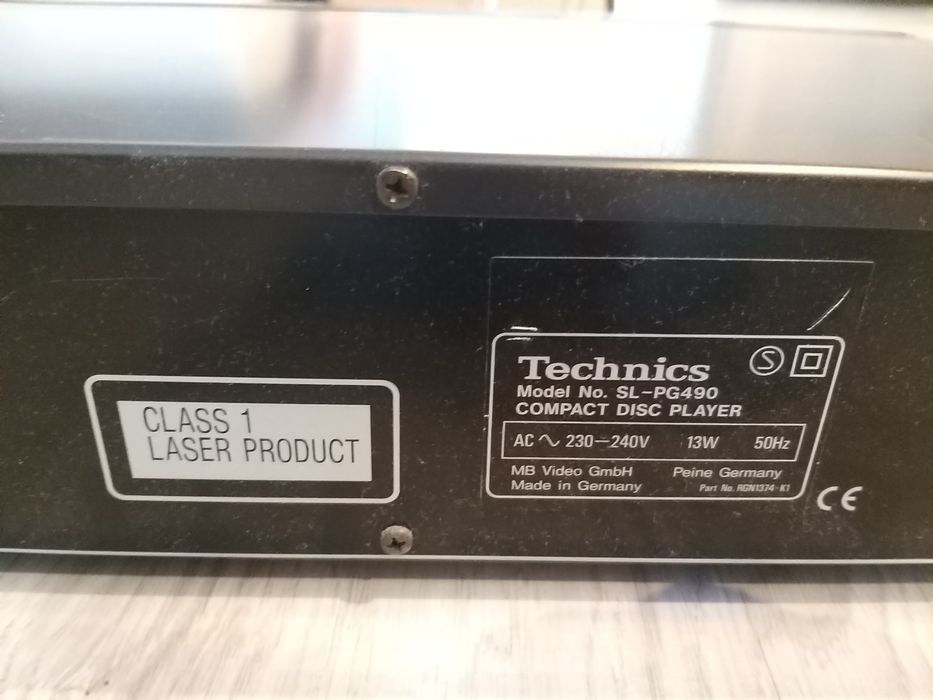 CLASS 1
LASER PRODUCT
Technics
S
Model No. SL-PG490
COMPACT DISC PLAYER
AC ∿ 230-240V 13W 50Hz
MB Video GmbH Peine Germany
Made in Germany Part No. RGN1374-K1
CE